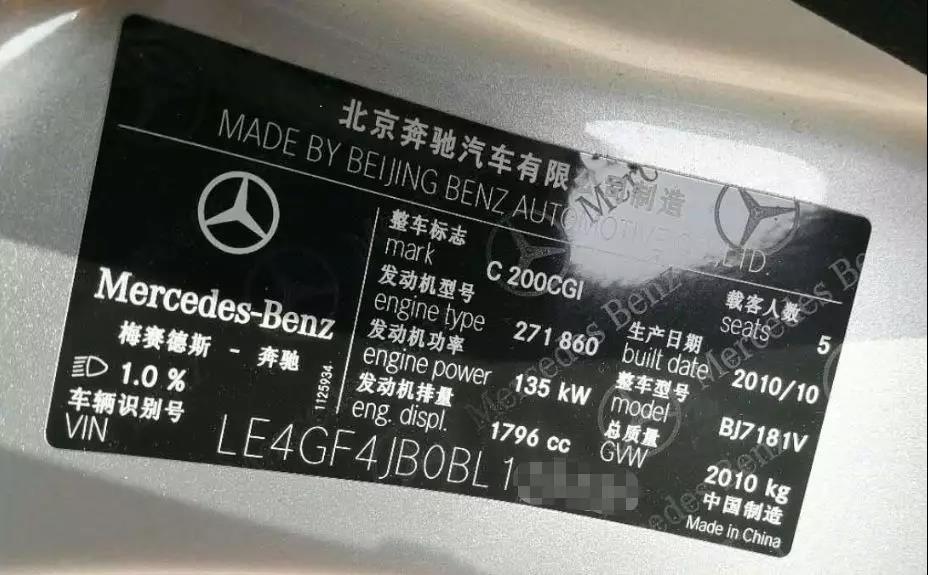 北京奔驰汽车有限公司制造
MADE BY BEIJING BENZ AUTOMOTIVE CO., LTD.
Mercedes-Benz
梅赛德斯 - 奔驰
1.0 %
1125934
整车标志
mark
C 200CGI
载客人数
seats
5
发动机型号
engine type
271 860
生产日期
built date
2010/10
发动机功率
engine power
135 kW
整车型号
model
BJ7181V
发动机排量
eng. displ.
1796 cc
总质量
GVW
2010 kg
车辆识别号
VIN
LE4GF4JB0BL1
中国制造
Made in China